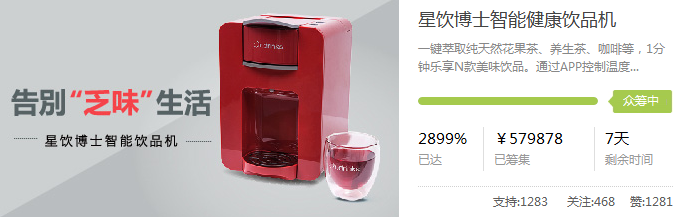 告别“乏味”生活
星饮博士智能饮品机
Dr.drinks
Dr.drinks
星饮博士智能健康饮品机
一键萃取纯天然花果茶、养生茶、咖啡等，1分
钟乐享N款美味饮品。通过APP控制温度...
众筹中
2899%
已达
￥579878
已筹集
7天
剩余时间
支持:1283 关注:468 赞:1281